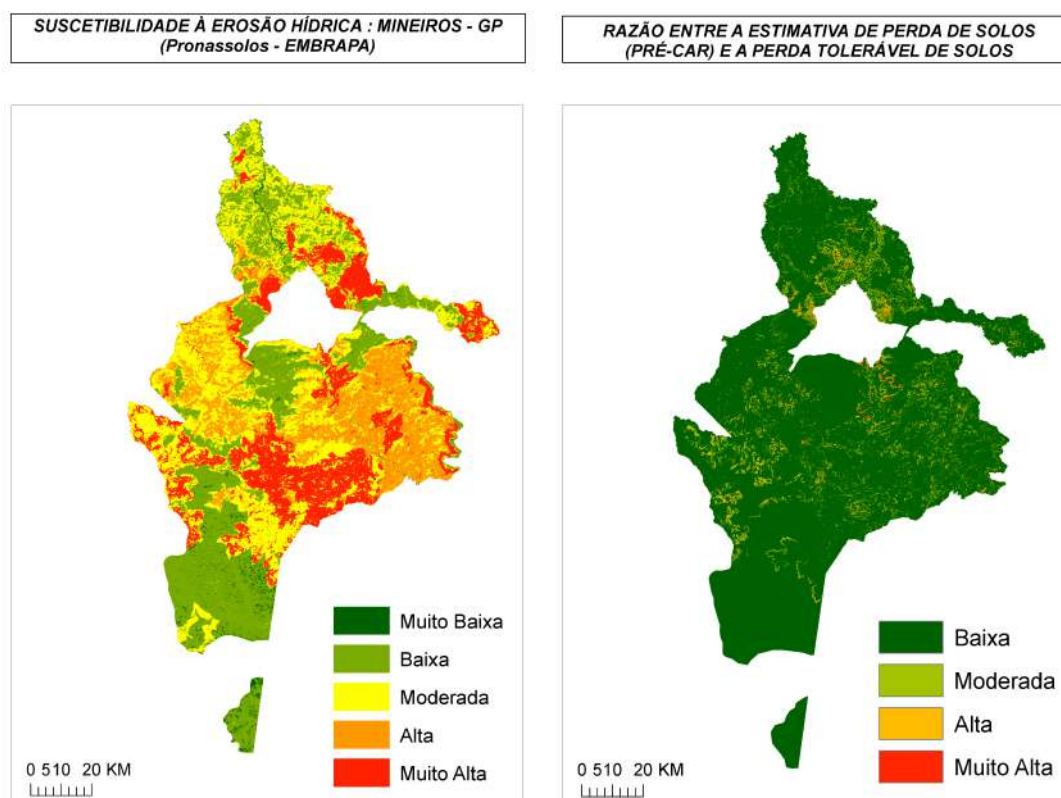 SUSCETIBILIDADE À EROSÃO HÍDRICA : MINEIROS - GP
(Pronassolos - EMBRAPA)
Muito Baixa
Baixa
Moderada
Alta
Muito Alta
0 510 20 KM
RAZÃO ENTRE A ESTIMATIVA DE PERDA DE SOLOS
(PRÉ-CAR) E A PERDA TOLERÁVEL DE SOLOS
Baixa
Moderada
Alta
Muito Alta
0 510 20 KM